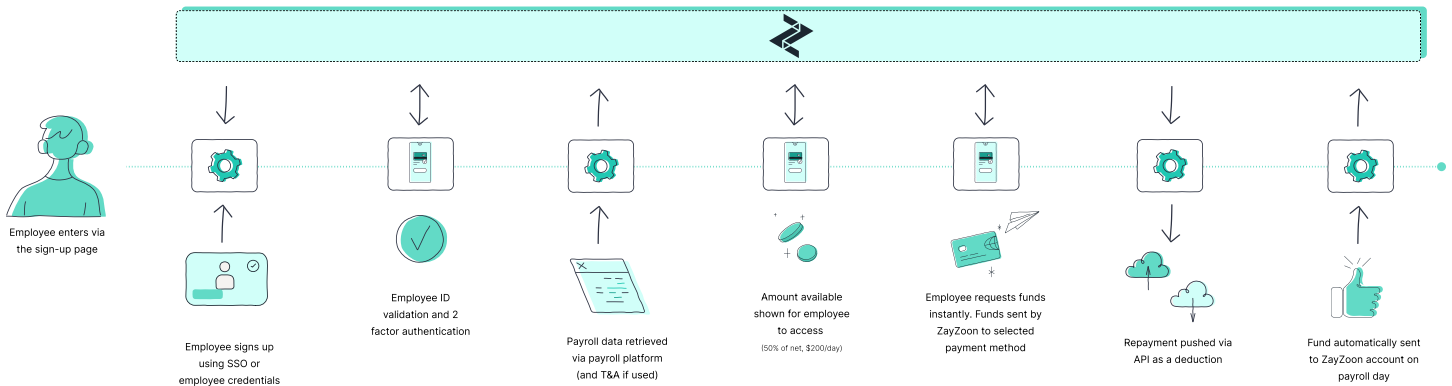 Employee enters via
the sign-up page
Employee signs up
using SSO or
employee credentials
Employee ID
validation and 2
factor authentication
Payroll data retrieved
via payroll platform
(and T&A if used)
Amount available
shown for employee
to access
(50% of net, $200/day)
Employee requests funds
instantly. Funds sent by
ZayZoon to selected
payment method
Repayment pushed via
API as a deduction
Fund automatically sent
to ZayZoon account on
payroll day